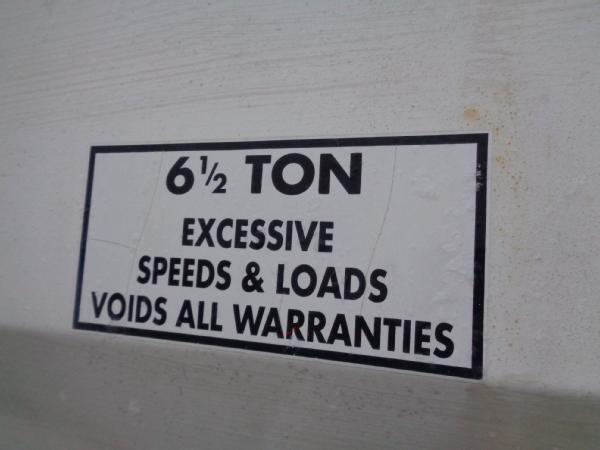 6½ TON
EXCESSIVE
SPEEDS & LOADS
VOIDS ALL WARRANTIES